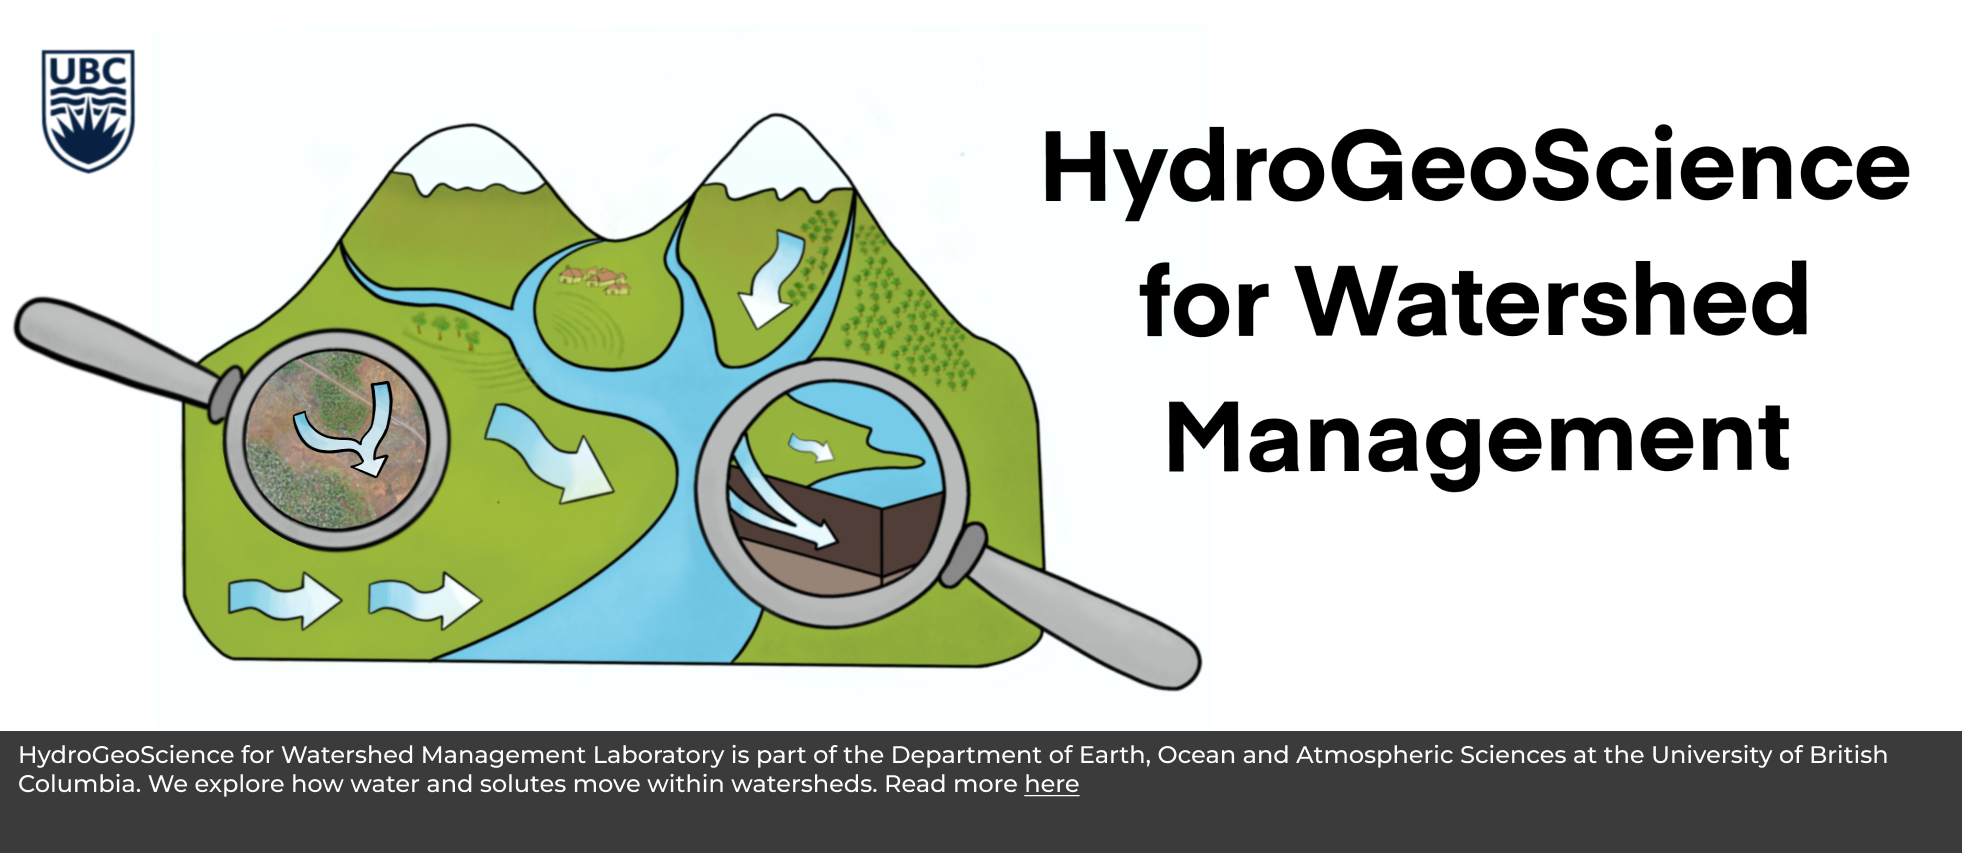 UBC
HydroGeoScience
for Watershed
Management
HydroGeoScience for Watershed Management Laboratory is part of the Department of Earth, Ocean and Atmospheric Sciences at the University of British
Columbia. We explore how water and solutes move within watersheds. Read more here